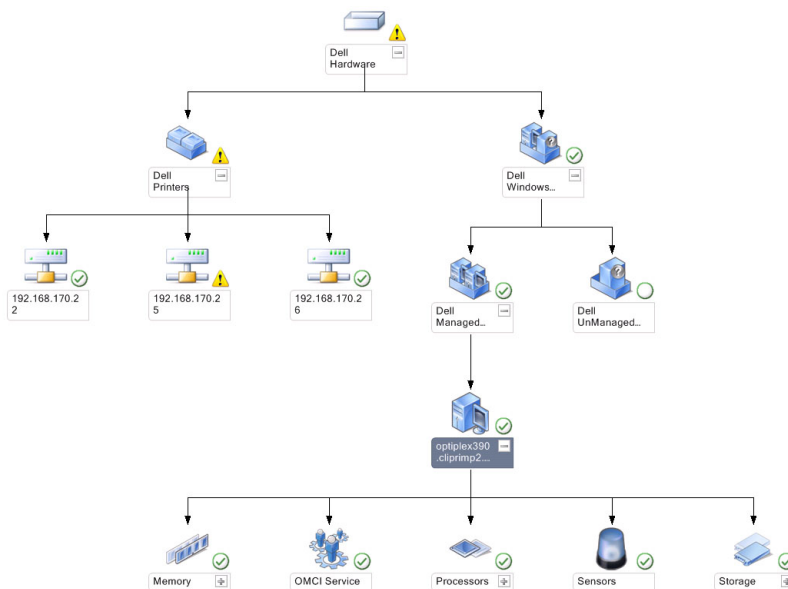 Dell
Hardware
Dell
Printers
Dell
Windows...
192.168.170.2
2
192.168.170.2
5
192.168.170.2
6
Dell
Managed...
Dell
UnManaged...
optiplex390
.cliprimp2...
Memory
OMCI Service
Processors
Sensors
Storage